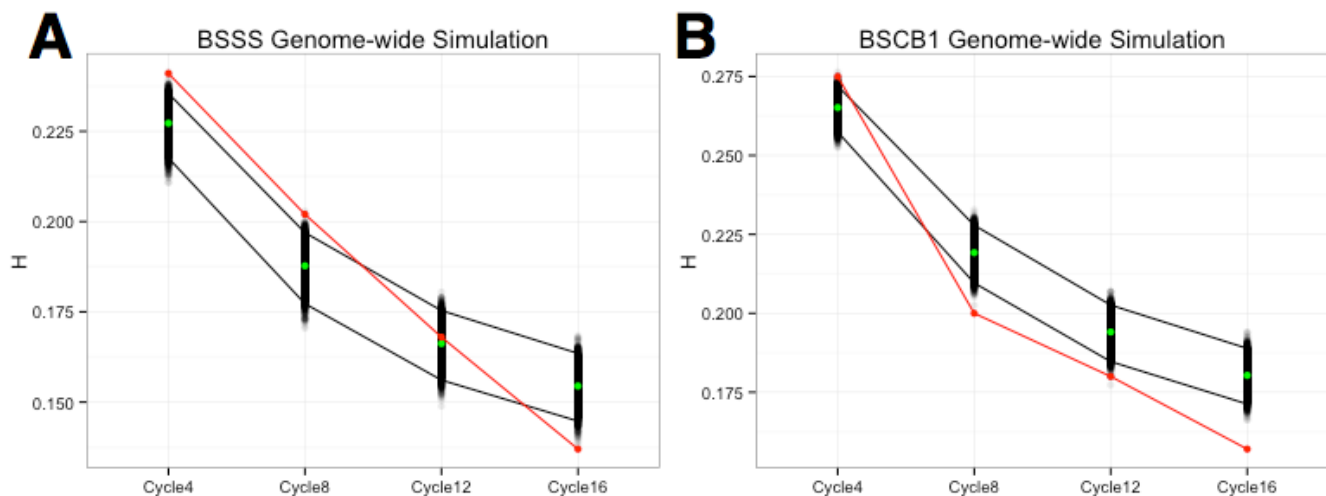 A
BSSS Genome-wide Simulation
H
0.225
0.200
0.175
0.150
Cycle4 Cycle8 Cycle12 Cycle16
B
BSCB1 Genome-wide Simulation
H
0.275
0.250
0.225
0.200
0.175
Cycle4 Cycle8 Cycle12 Cycle16